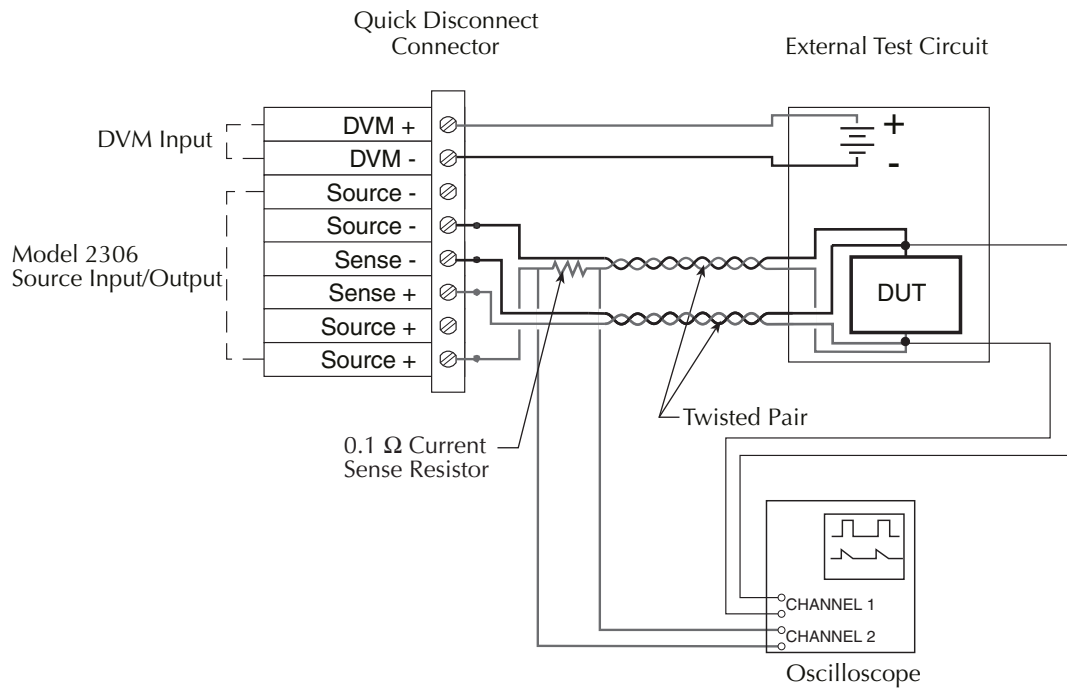 Quick Disconnect
Connector
External Test Circuit
DVM Input
DVM +
DVM -
Source -
Source -
Sense -
Sense +
Source +
Source +
Model 2306
Source Input/Output
+
-
DUT
Twisted Pair
0.1 Ω Current
Sense Resistor
CHANNEL 1
CHANNEL 2
Oscilloscope